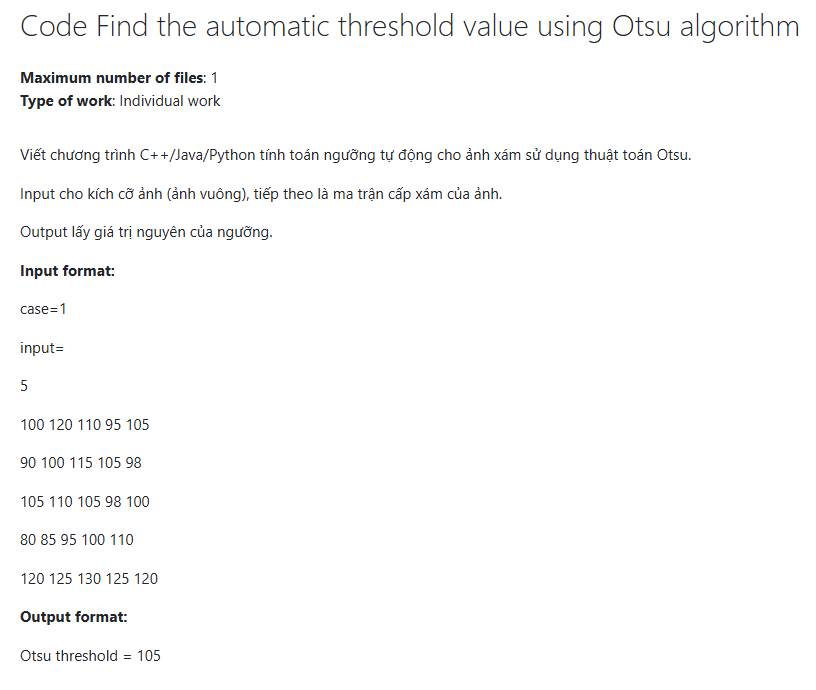 Code Find the automatic threshold value using Otsu algorithm
Maximum number of files: 1
Type of work: Individual work
Viết chương trình C++/Java/Python tính toán ngưỡng tự động cho ảnh xám sử dụng thuật toán Otsu.
Input cho kích cỡ ảnh (ảnh vuông), tiếp theo là ma trận cấp xám của ảnh.
Output lấy giá trị nguyên của ngưỡng.
Input format:
case=1
input=
5
100 120 110 95 105
90 100 115 105 98
105 110 105 98 100
80 85 95 100 110
120 125 130 125 120
Output format:
Otsu threshold = 105